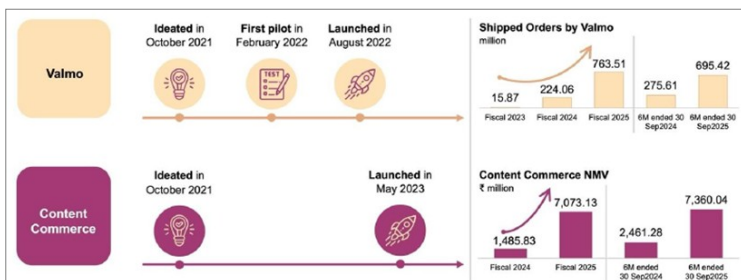 Valmo
Ideated in
October 2021
First pilot in
February 2022
Launched in
August 2022
TEST
Shipped Orders by Valmo
million
15.87
224.06
763.51
275.61
695.42
Fiscal 2023
Fiscal 2024
Fiscal 2025
6M ended 30
Sep2024
6M ended 30
Sep2025
Content
Commerce
Ideated in
October 2021
Launched in
May 2023
Content Commerce NMV
₹ million
1,485.83
7,073.13
2,461.28
7,360.04
Fiscal 2024
Fiscal 2025
6M ended
30 Sep2024
6M ended
30 Sep2025